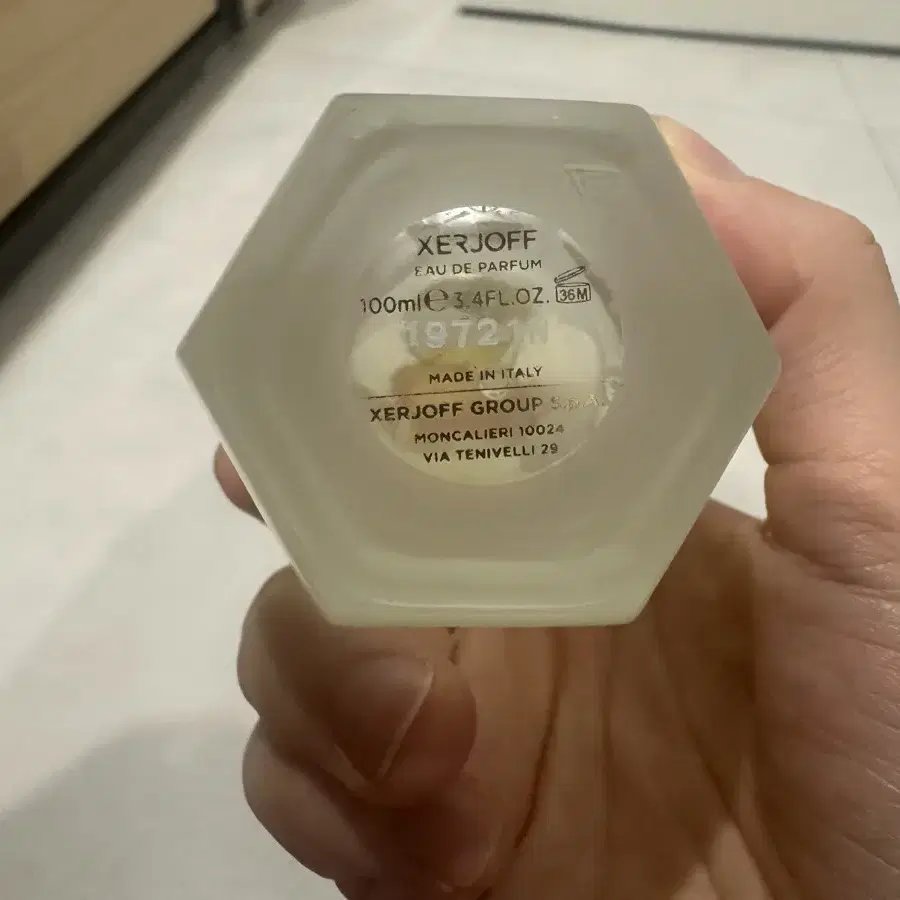 XERJOFF
EAU DE PARFUM
100ml℮3.4FL.OZ. 36M
MADE IN ITALY
XERJOFF GROUP S.p.A.
MONCALIERI 10024
VIA TENIVELLI 29